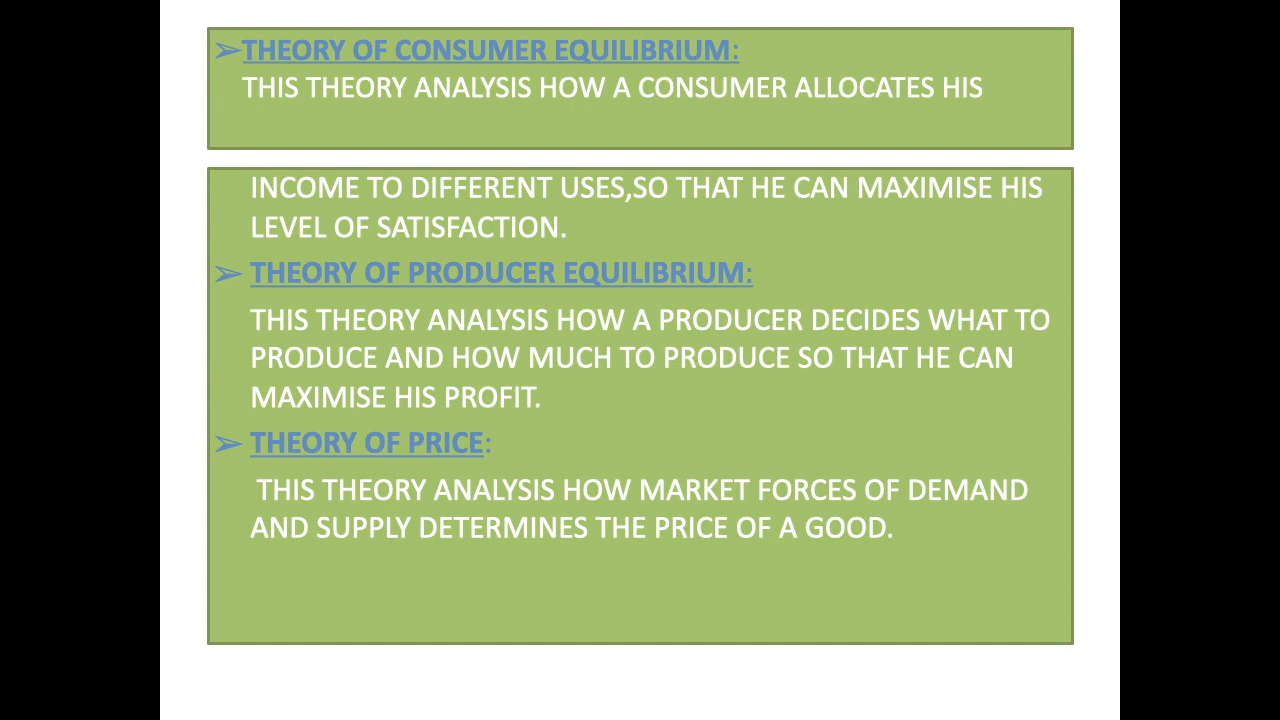 ➢THEORY OF CONSUMER EQUILIBRIUM:
THIS THEORY ANALYSIS HOW A CONSUMER ALLOCATES HIS
INCOME TO DIFFERENT USES,SO THAT HE CAN MAXIMISE HIS
LEVEL OF SATISFACTION.
➢ THEORY OF PRODUCER EQUILIBRIUM:
THIS THEORY ANALYSIS HOW A PRODUCER DECIDES WHAT TO
PRODUCE AND HOW MUCH TO PRODUCE SO THAT HE CAN
MAXIMISE HIS PROFIT.
➢ THEORY OF PRICE:
THIS THEORY ANALYSIS HOW MARKET FORCES OF DEMAND
AND SUPPLY DETERMINES THE PRICE OF A GOOD.